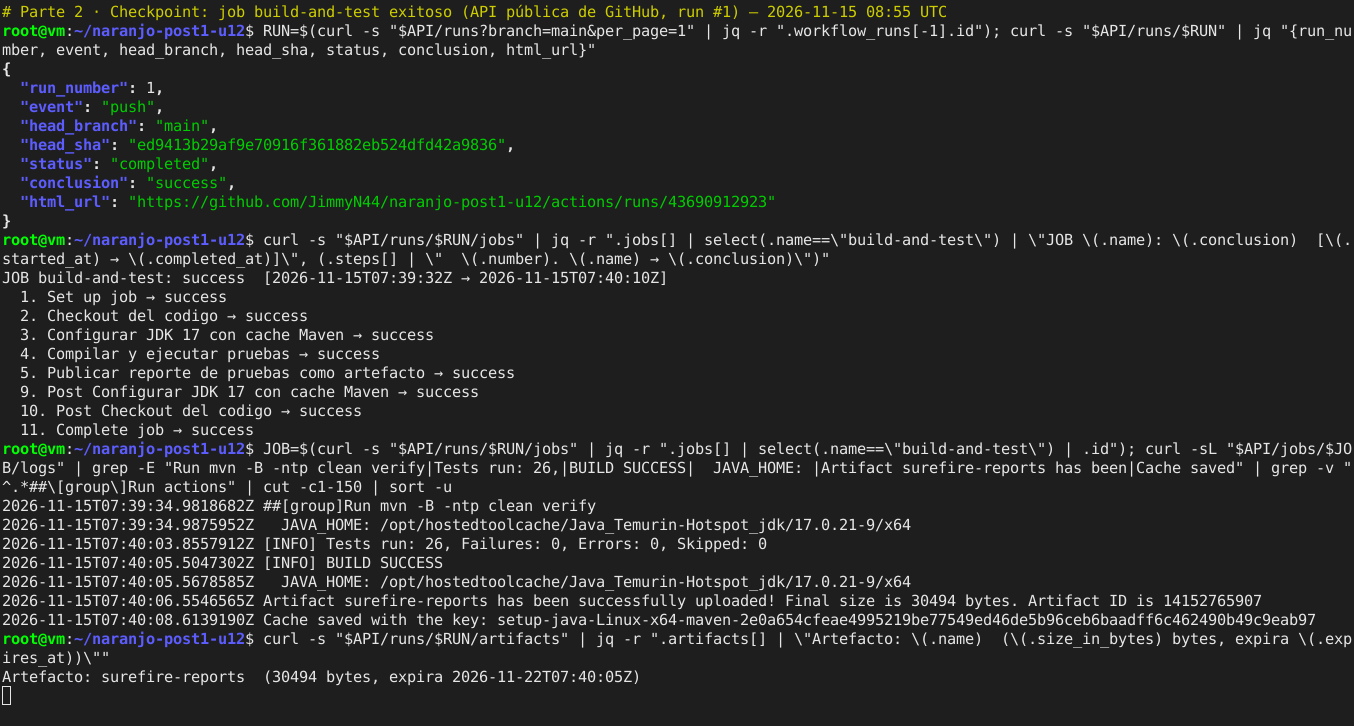 # Parte 2 · Checkpoint: job build-and-test exitoso (API pública de GitHub, run #1) — 2026-11-15 08:55 UTC
root@vm:~/naranjo-post1-u12$ RUN=$(curl -s "$API/runs?branch=main&per_page=1" | jq -r ".workflow_runs[-1].id"); curl -s "$API/runs/$RUN" | jq "{run_nu
mber, event, head_branch, head_sha, status, conclusion, html_url}"
{
  "run_number": 1,
  "event": "push",
  "head_branch": "main",
  "head_sha": "ed9413b29af9e70916f361882eb524dfd42a9836",
  "status": "completed",
  "conclusion": "success",
  "html_url": "https://github.com/JimmyN44/naranjo-post1-u12/actions/runs/43690912923"
}
root@vm:~/naranjo-post1-u12$ curl -s "$API/runs/$RUN/jobs" | jq -r ".jobs[] | select(.name==\"build-and-test\") | \"JOB \(.name): \(.conclusion)  [\(.
started_at) → \(.completed_at)]\", (.steps[] | \"  \(.number). \(.name) → \(.conclusion)\")"
JOB build-and-test: success  [2026-11-15T07:39:32Z → 2026-11-15T07:40:10Z]
  1. Set up job → success
  2. Checkout del codigo → success
  3. Configurar JDK 17 con cache Maven → success
  4. Compilar y ejecutar pruebas → success
  5. Publicar reporte de pruebas como artefacto → success
  9. Post Configurar JDK 17 con cache Maven → success
  10. Post Checkout del codigo → success
  11. Complete job → success
root@vm:~/naranjo-post1-u12$ JOB=$(curl -s "$API/runs/$RUN/jobs" | jq -r ".jobs[] | select(.name==\"build-and-test\") | .id"); curl -sL "$API/jobs/$JO
B/logs" | grep -E "Run mvn -B -ntp clean verify|Tests run: 26,|BUILD SUCCESS|  JAVA_HOME: |Artifact surefire-reports has been|Cache saved" | grep -v "
^.*##\[group\]Run actions" | cut -c1-150 | sort -u
2026-11-15T07:39:34.9818682Z ##[group]Run mvn -B -ntp clean verify
2026-11-15T07:39:34.9875952Z   JAVA_HOME: /opt/hostedtoolcache/Java_Temurin-Hotspot_jdk/17.0.21-9/x64
2026-11-15T07:40:03.8557912Z [INFO] Tests run: 26, Failures: 0, Errors: 0, Skipped: 0
2026-11-15T07:40:05.5047302Z [INFO] BUILD SUCCESS
2026-11-15T07:40:05.5678585Z   JAVA_HOME: /opt/hostedtoolcache/Java_Temurin-Hotspot_jdk/17.0.21-9/x64
2026-11-15T07:40:06.5546565Z Artifact surefire-reports has been successfully uploaded! Final size is 30494 bytes. Artifact ID is 14152765907
2026-11-15T07:40:08.6139190Z Cache saved with the key: setup-java-Linux-x64-maven-2e0a654cfeae4995219be77549ed46de5b96ceb6baadff6c462490b49c9eab97
root@vm:~/naranjo-post1-u12$ curl -s "$API/runs/$RUN/artifacts" | jq -r ".artifacts[] | \"Artefacto: \(.name)  (\(.size_in_bytes) bytes, expira \(.exp
ires_at))\""
Artefacto: surefire-reports  (30494 bytes, expira 2026-11-22T07:40:05Z)